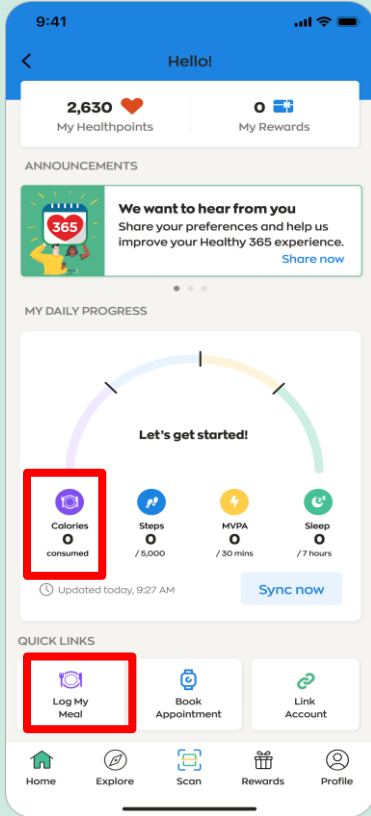 9:41
Hello!
2,630
0
My Healthpoints
My Rewards
ANNOUNCEMENTS
365
We want to hear from you
Share your preferences and help us
improve your Healthy 365 experience.
Share now
MY DAILY PROGRESS
Let's get started!
Calories
0
consumed
Steps
0
/ 5,000
MVPA
0
/ 30 mins
Sleep
0
/ 7 hours
Updated today, 9:27 AM
Sync now
QUICK LINKS
Log My
Meal
Book
Appointment
Link
Account
Home
Explore
Scan
Rewards
Profile